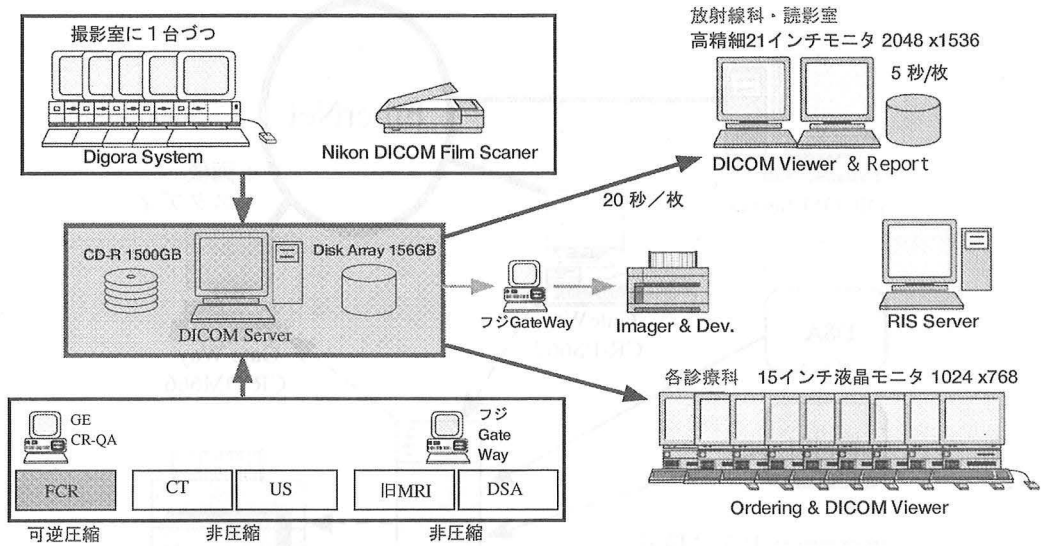 撮影室に1台づつ
Digora System
Nikon DICOM Film Scaner
放射線科・読影室
高精細21インチモニタ 2048 x1536
5 秒/枚
DICOM Viewer & Report
20 秒／枚
CD-R 1500GB
Disk Array 156GB
DICOM Server
フジGateWay
Imager & Dev.
RIS Server
各診療科 15インチ液晶モニタ 1024 x768
Ordering & DICOM Viewer
GE
CR-QA
フジ
Gate
Way
FCR
CT
US
旧MRI
DSA
可逆圧縮
非圧縮
非圧縮